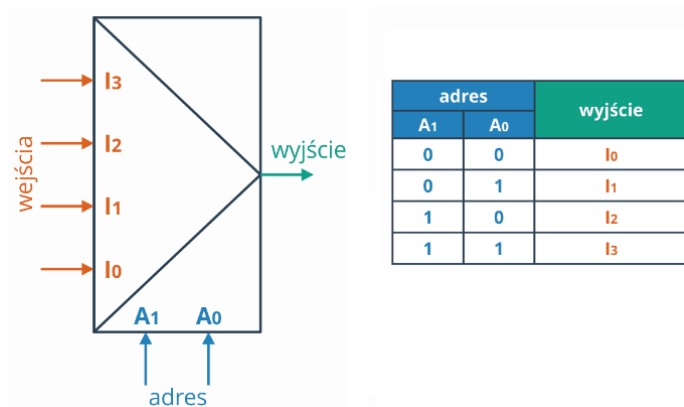 wejścia
I3
I2
I1
I0
A1 A0
adres
wyjście
adres wyjście
A1 A0
0 0 I0
0 1 I1
1 0 I2
1 1 I3